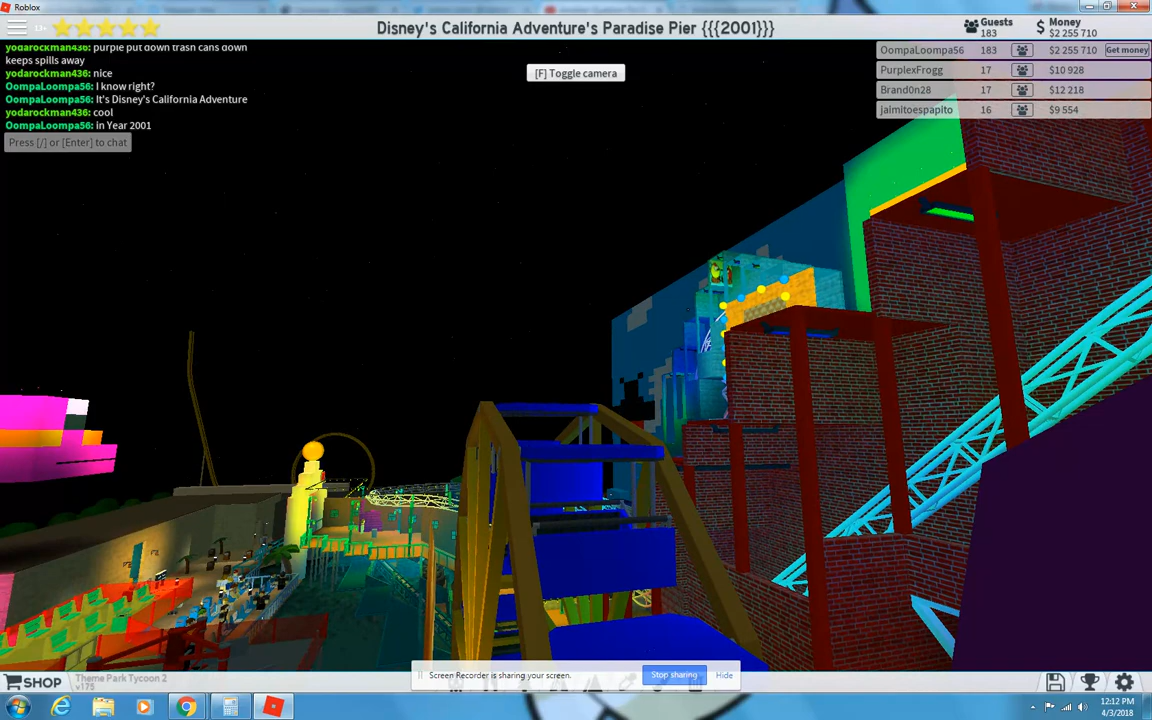 Roblox
13+
Disney's California Adventure's Paradise Pier {{{2001}}}
Guests
183
Money
$2 255 710
yodarockman436: purple put down trash cans down
keeps spills away
yodarockman436: nice
OompaLoompa56: I know right?
OompaLoompa56: It's Disney's California Adventure
yodarockman436: cool
OompaLoompa56: in Year 2001
Press [/] or [Enter] to chat
[F] Toggle camera
OompaLoompa56 183 $2 255 710 Get money
PurplexFrogg 17 $10 928
Brand0n28 17 $12 218
jaimitoespapito 16 $9 554
Screen Recorder is sharing your screen. Stop sharing Hide
SHOP
Theme Park Tycoon 2
v175
12:12 PM
4/3/2018